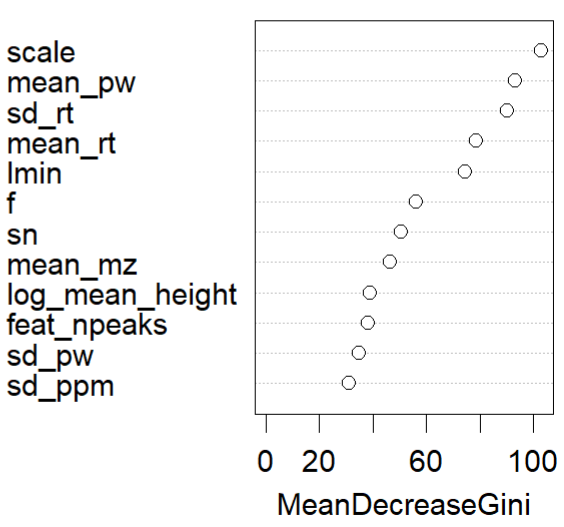 scale
mean_pw
sd_rt
mean_rt
lmin
f
sn
mean_mz
log_mean_height
feat_npeaks
sd_pw
sd_ppm
0 20 60 100
MeanDecreaseGini